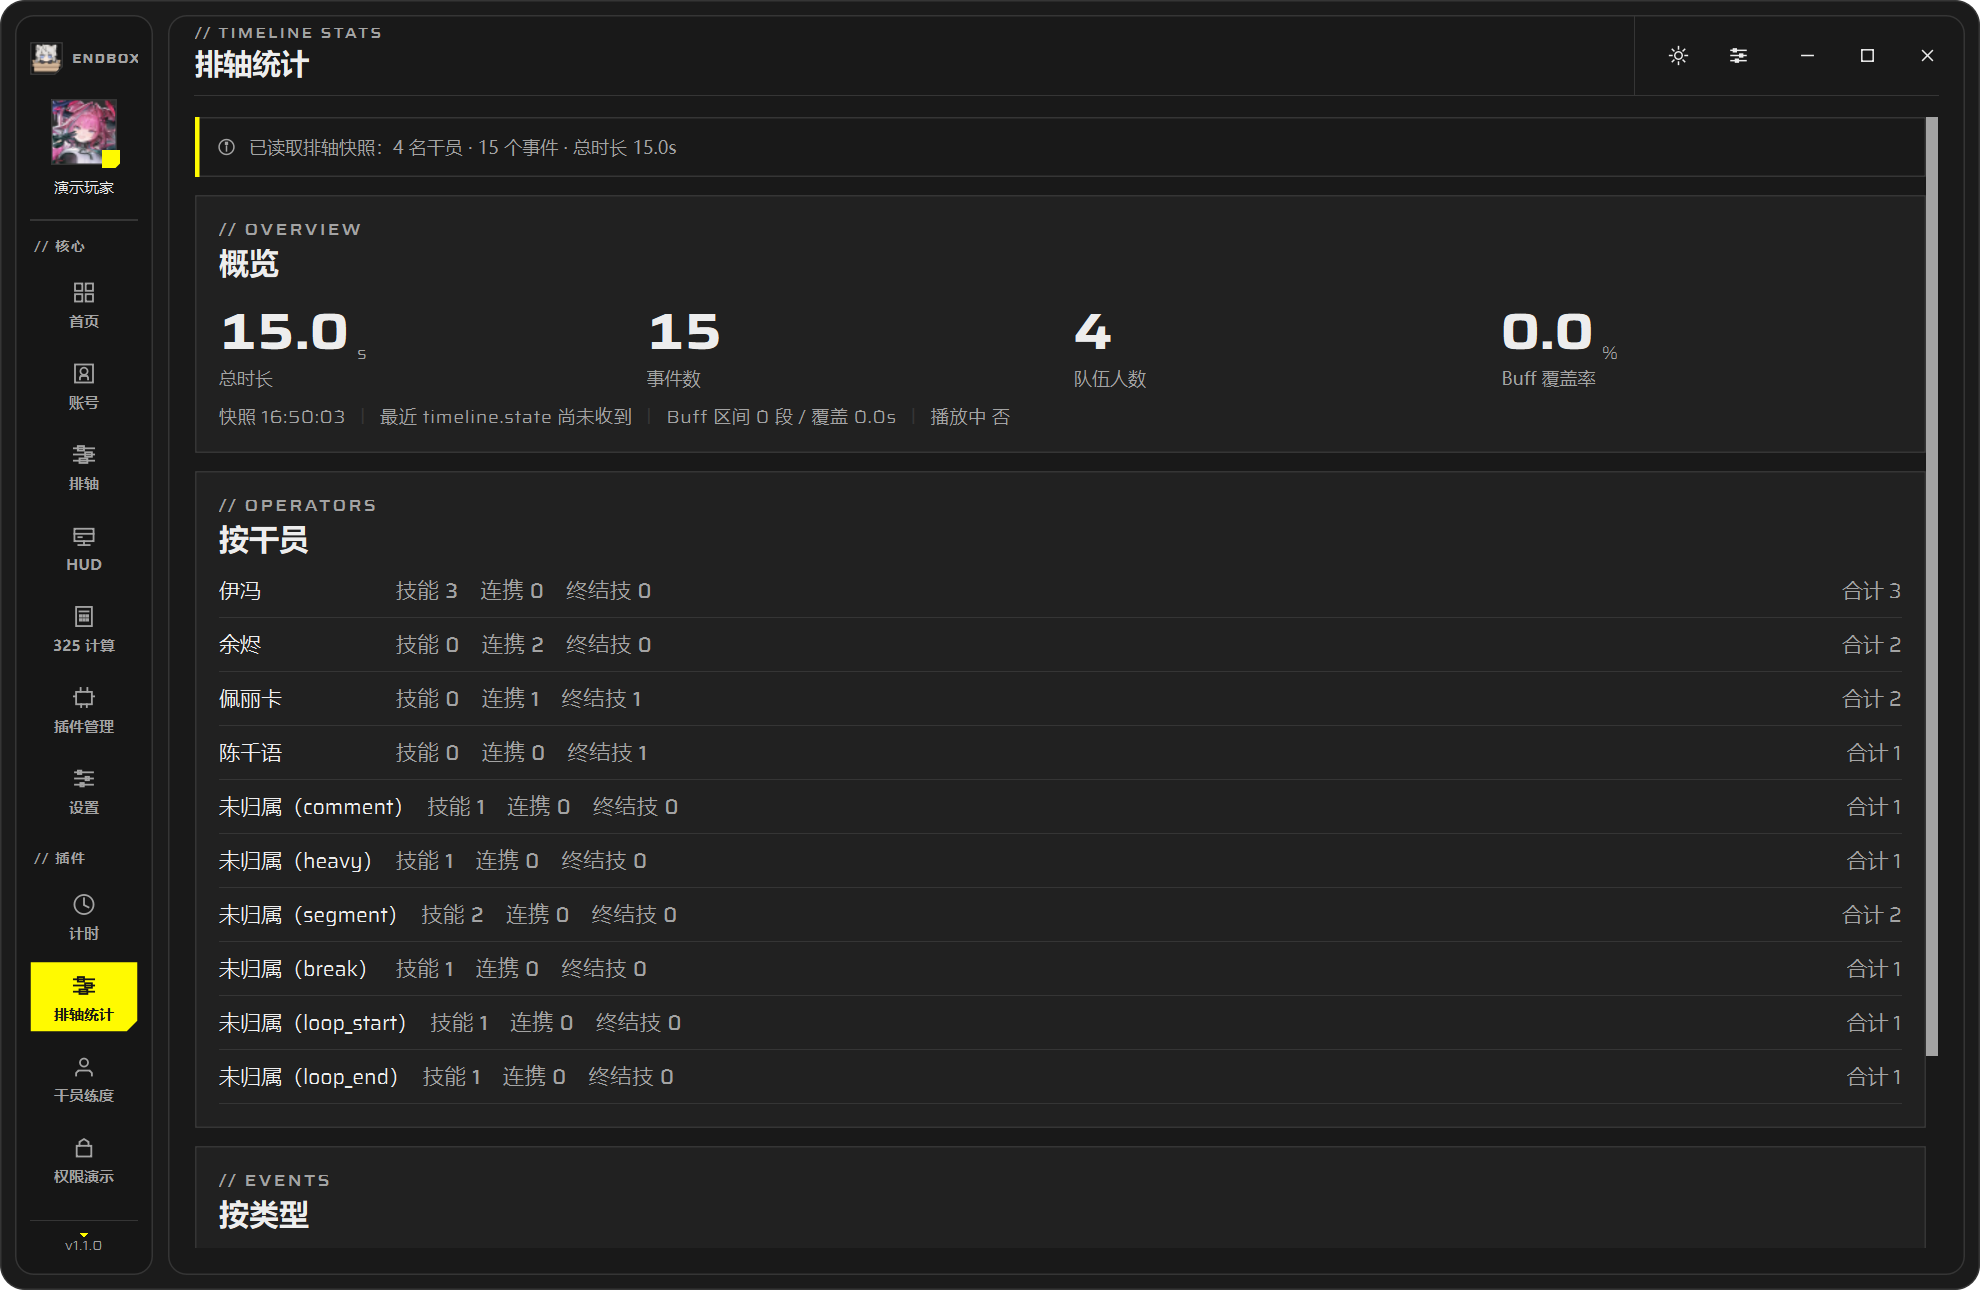 ENDBOX
演示玩家
// 核心
首页
账号
排轴
HUD
325 计算
插件管理
设置
// 插件
计时
排轴统计
干员练度
权限演示
v1.1.0
// TIMELINE STATS
排轴统计
已读取排轴快照：4 名干员 · 15 个事件 · 总时长 15.0s
// OVERVIEW
概览
15.0 s
总时长
15
事件数
4
队伍人数
0.0 %
Buff 覆盖率
快照 16:50:03 | 最近 timeline.state 尚未收到 | Buff 区间 0 段 / 覆盖 0.0s | 播放中 否
// OPERATORS
按干员
伊冯 技能 3 连携 0 终结技 0 合计 3
余烬 技能 0 连携 2 终结技 0 合计 2
佩丽卡 技能 0 连携 1 终结技 1 合计 2
陈千语 技能 0 连携 0 终结技 1 合计 1
未归属（comment） 技能 1 连携 0 终结技 0 合计 1
未归属（heavy） 技能 1 连携 0 终结技 0 合计 1
未归属（segment） 技能 2 连携 0 终结技 0 合计 2
未归属（break） 技能 1 连携 0 终结技 0 合计 1
未归属（loop_start） 技能 1 连携 0 终结技 0 合计 1
未归属（loop_end） 技能 1 连携 0 终结技 0 合计 1
// EVENTS
按类型